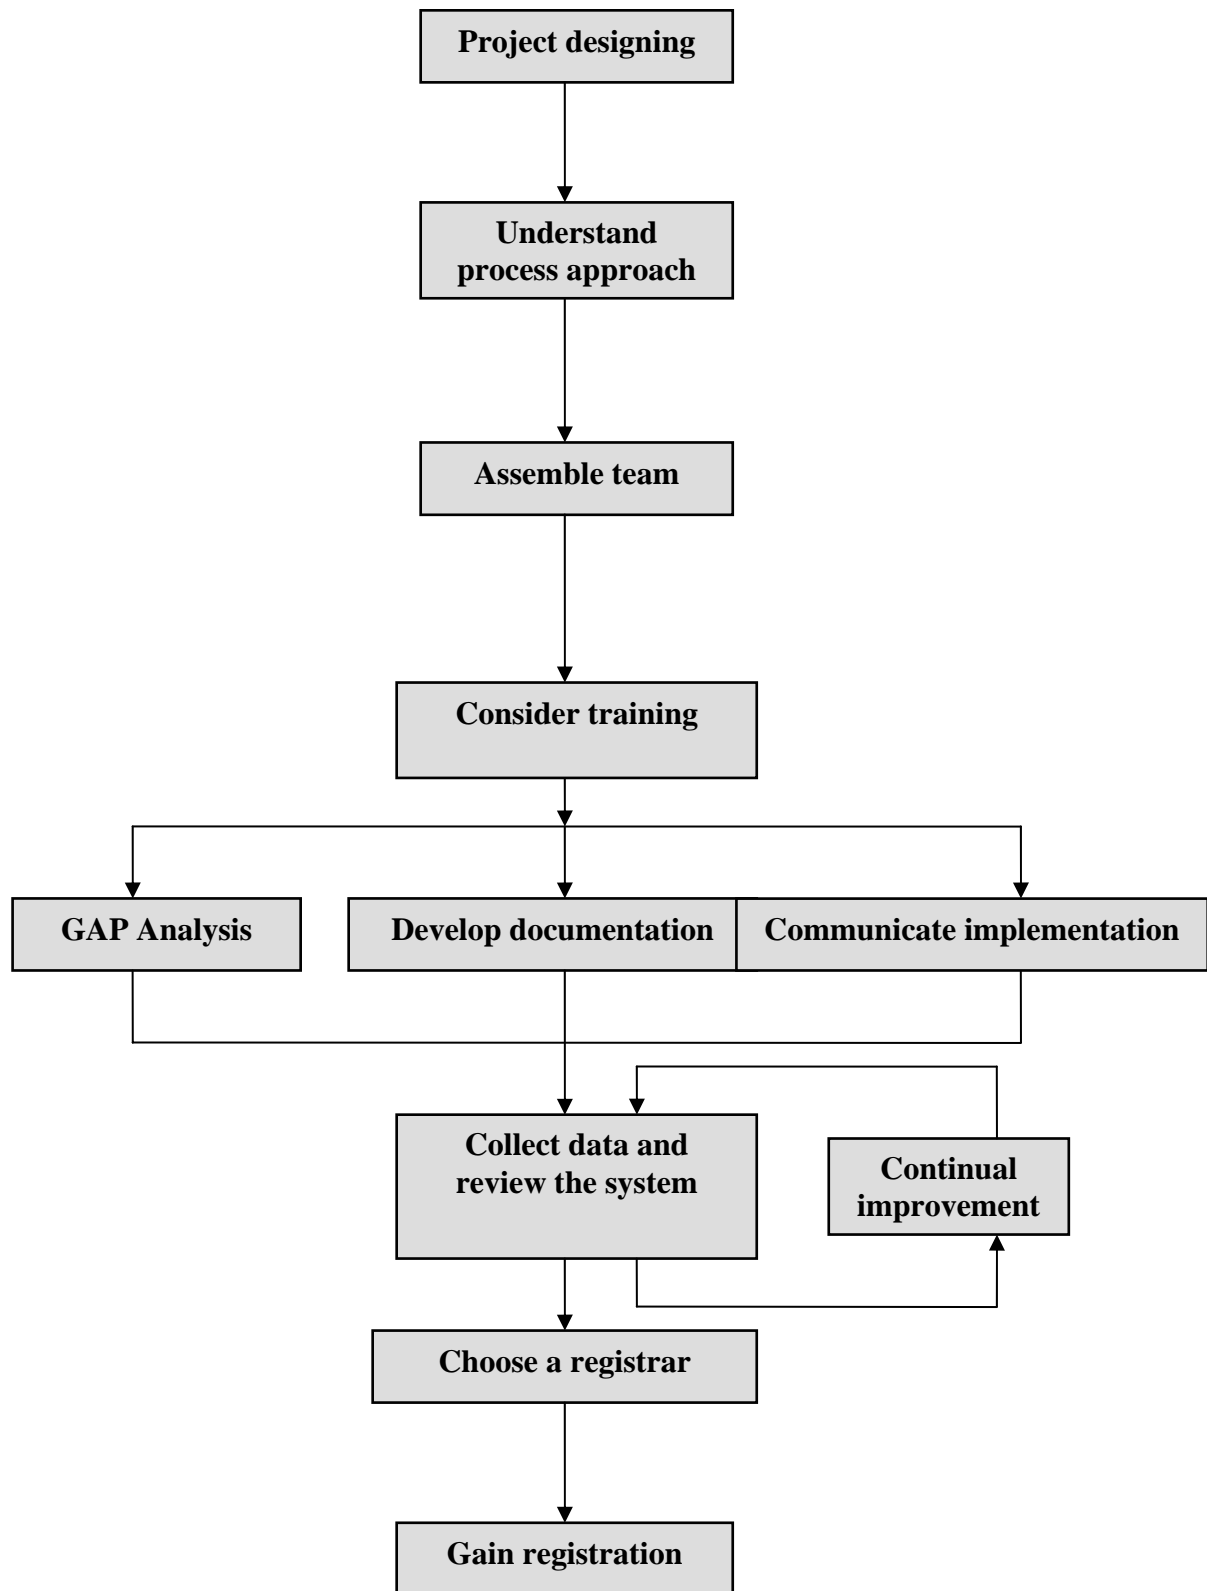 Project designing
Understand
process approach
Assemble team
Consider training
GAP Analysis
Develop documentation
Communicate implementation
Collect data and
review the system
Continual
improvement
Choose a registrar
Gain registration